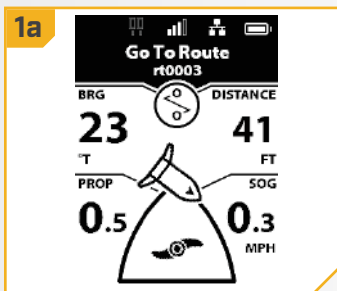 1a
Go To Route
rt0003
BRG
DISTANCE
23
41
°T
FT
PROP
SOG
0.5
0.3
MPH